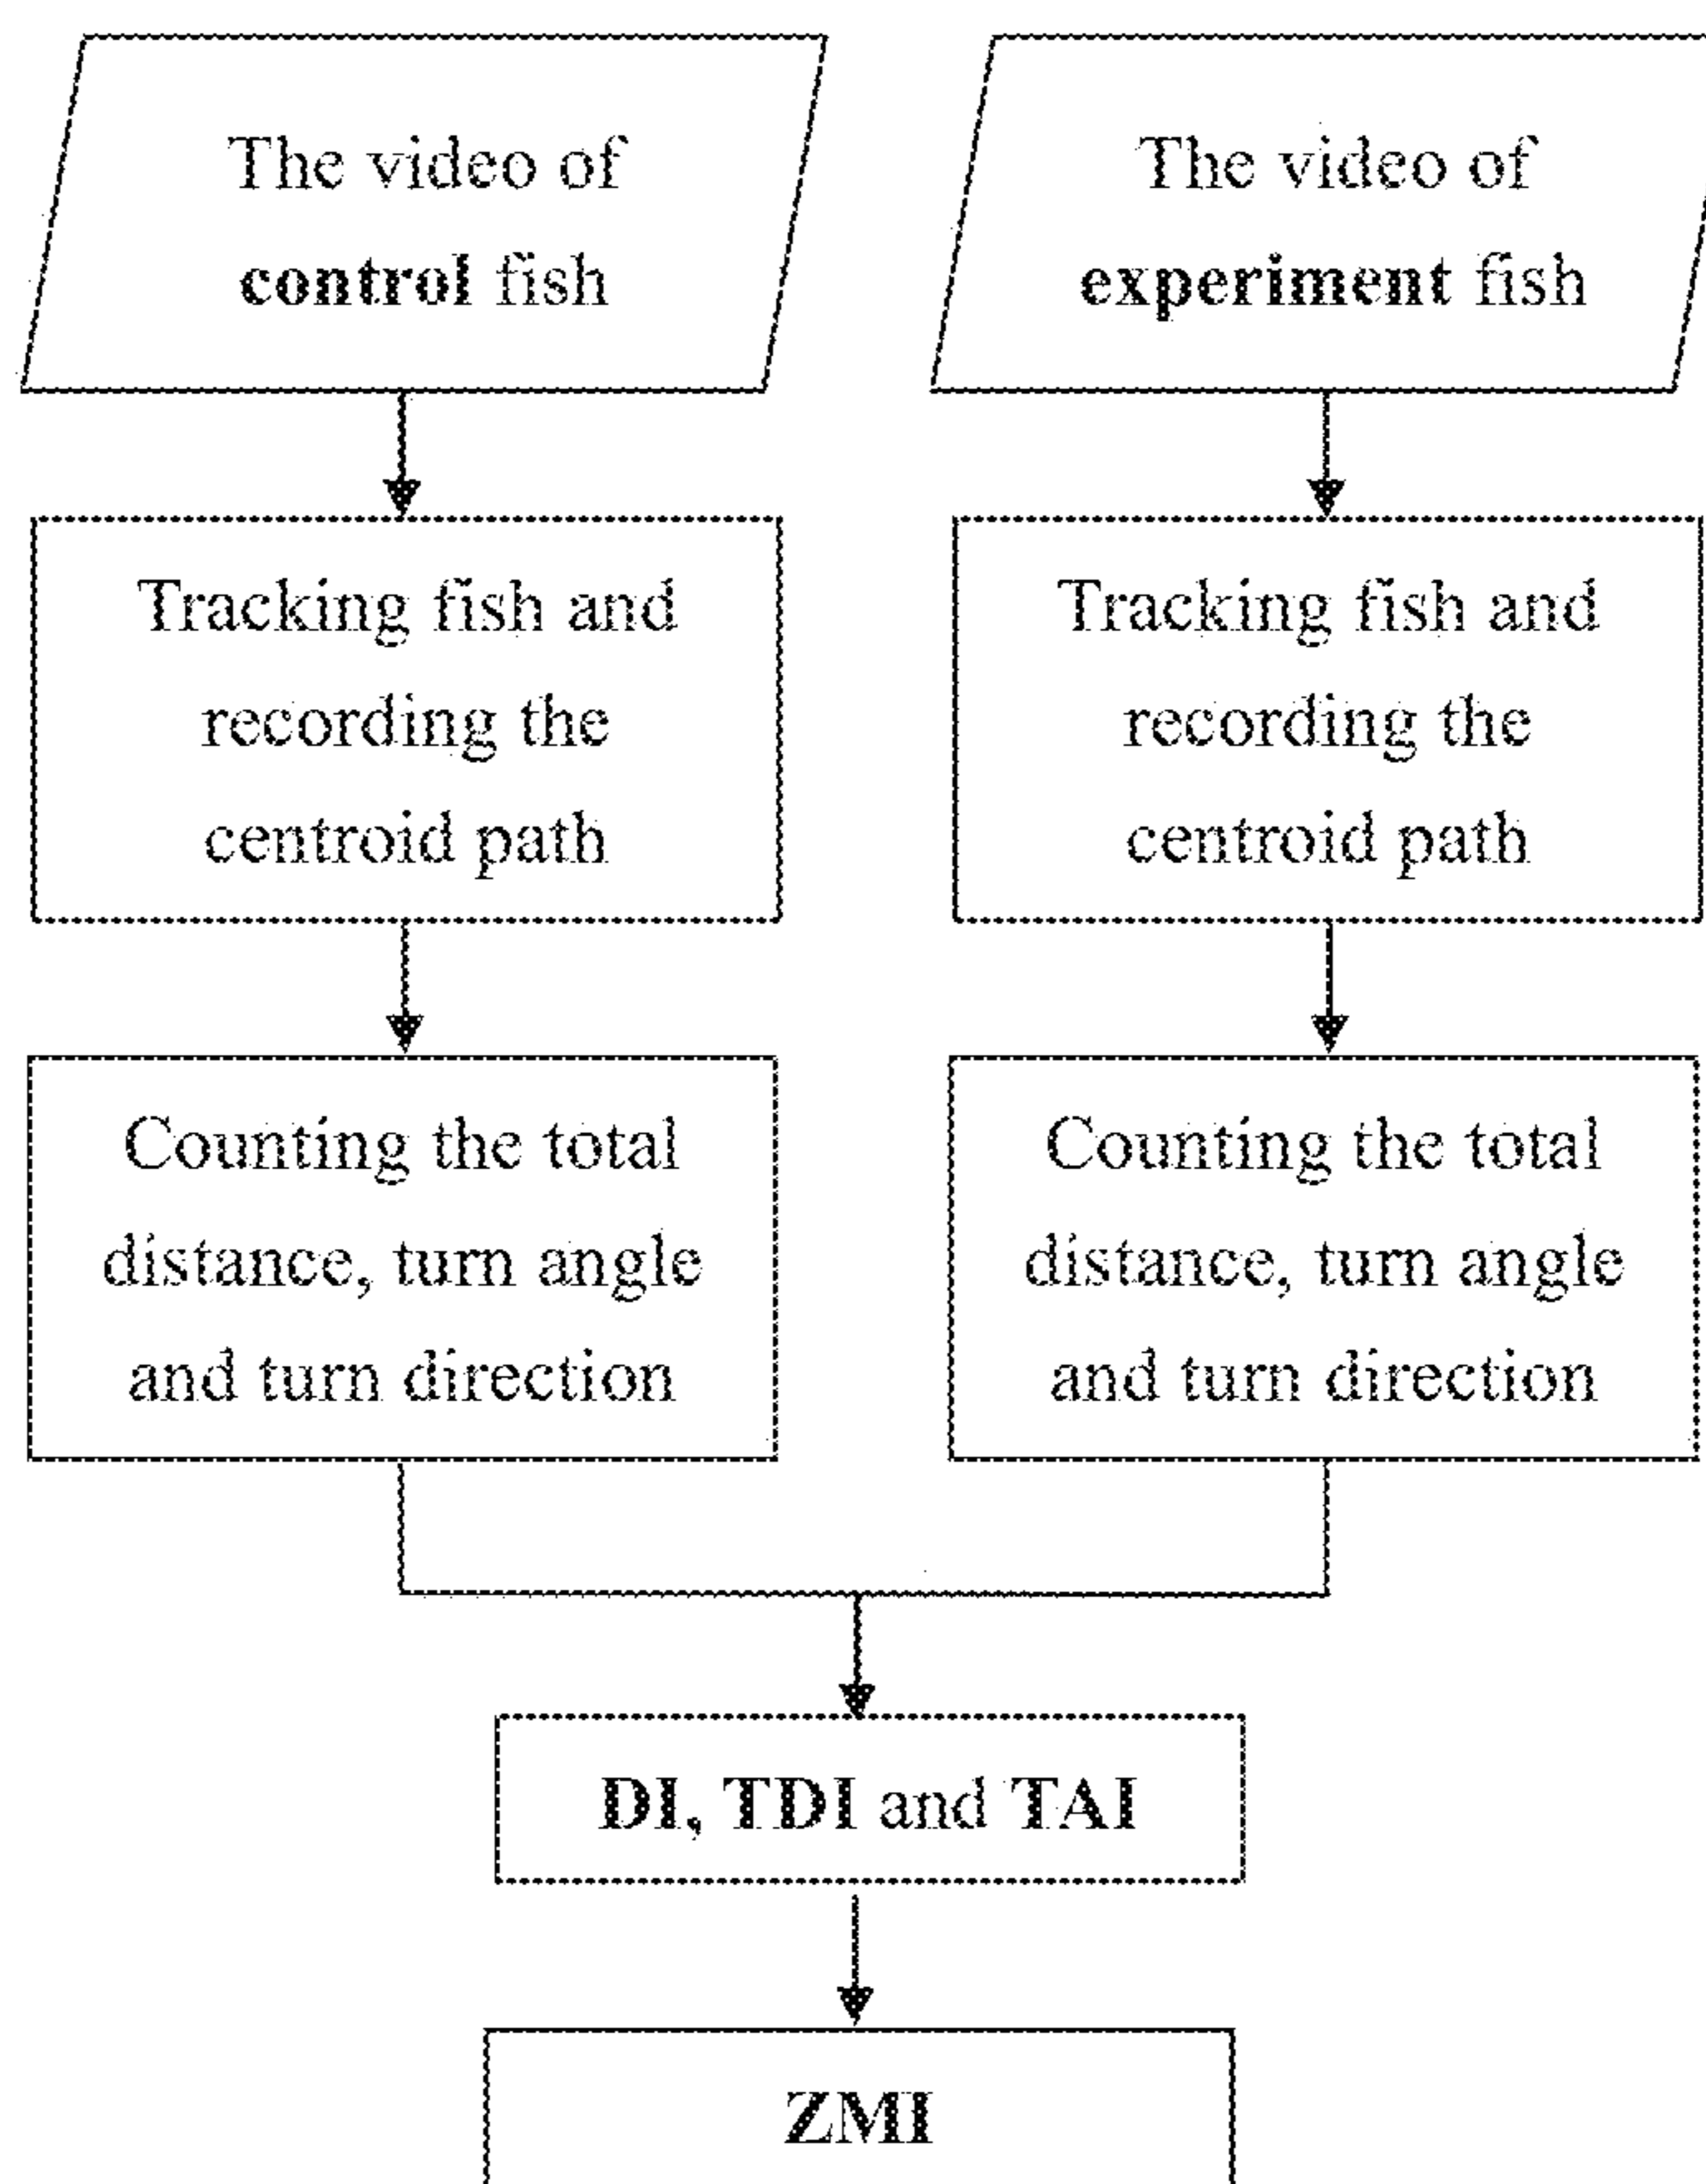 The video of
control fish
The video of
experiment fish
Tracking fish and
recording the
centroid path
Tracking fish and
recording the
centroid path
Counting the total
distance, turn angle
and turn direction
Counting the total
distance, turn angle
and turn direction
DI, TDI and TAI
ZMI